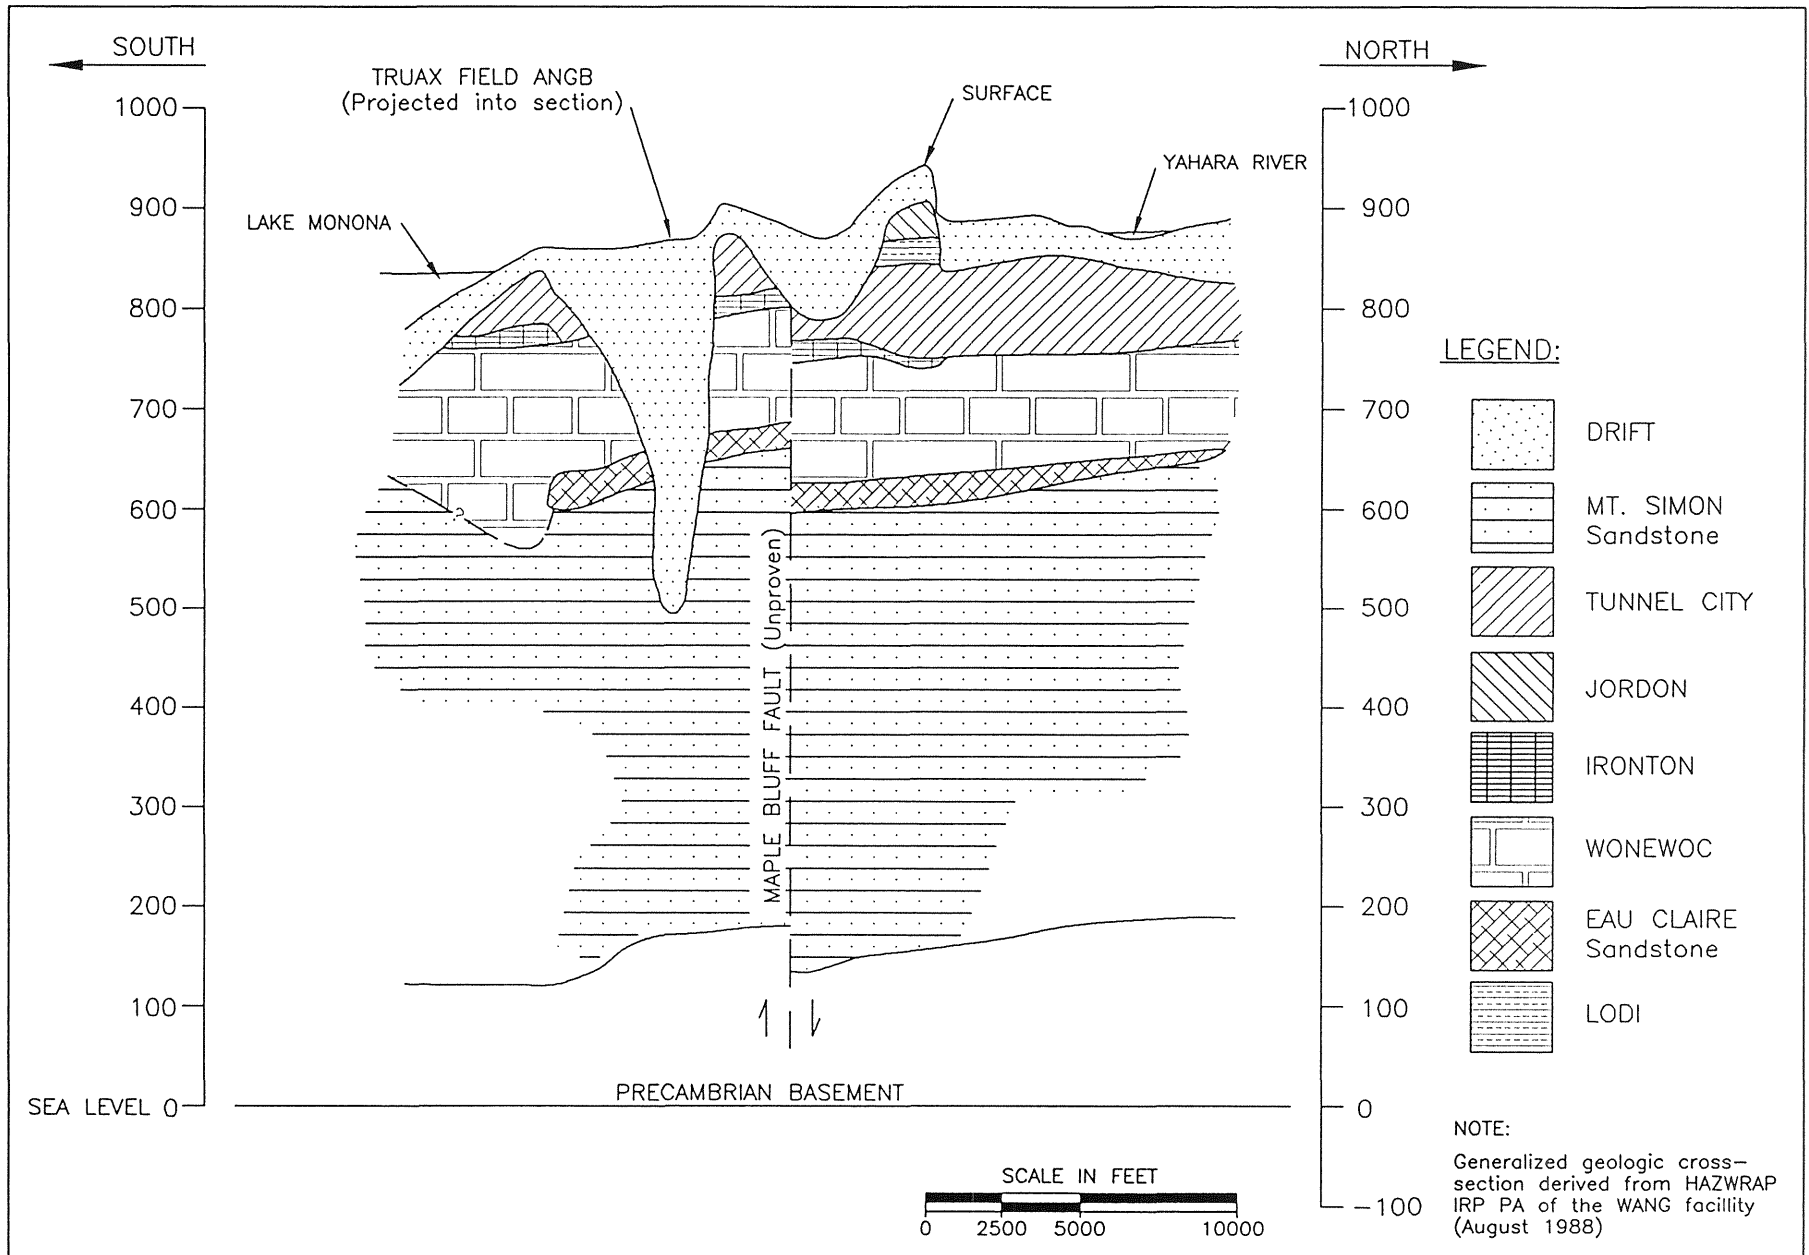 SOUTH
NORTH
TRUAX FIELD ANGB
(Projected into section)
SURFACE
YAHARA RIVER
LAKE MONONA
1000
900
800
700
600
500
400
300
200
100
SEA LEVEL 0
1000
900
800
700
600
500
400
300
200
100
0
-100
?
MAPLE BLUFF FAULT (Unproven)
PRECAMBRIAN BASEMENT
SCALE IN FEET
0 2500 5000 10000
LEGEND:
DRIFT
MT. SIMON
Sandstone
TUNNEL CITY
JORDON
IRONTON
WONEWOC
EAU CLAIRE
Sandstone
LODI
NOTE:
Generalized geologic cross-
section derived from HAZWRAP
IRP PA of the WANG facillity
(August 1988)